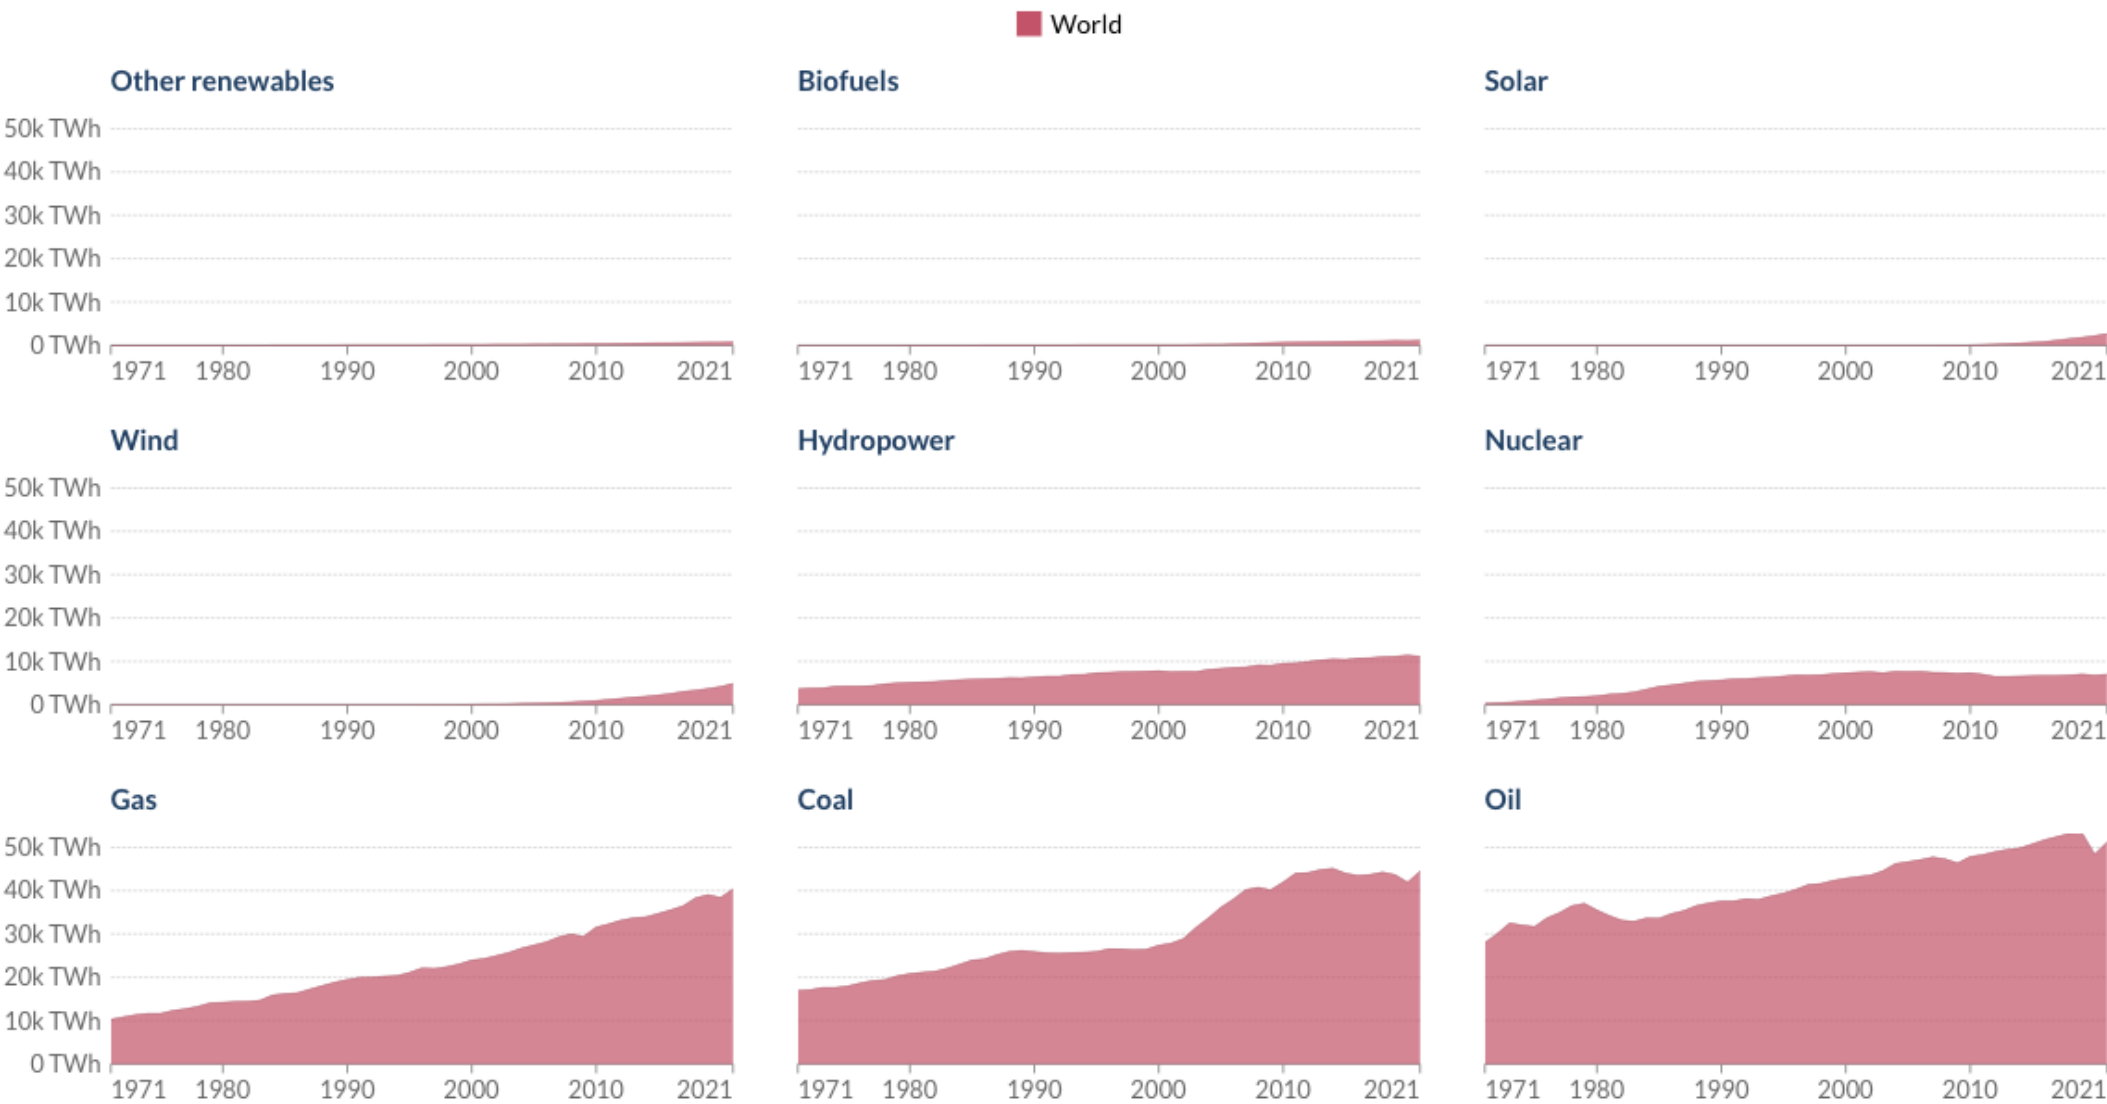 World
Other renewables Biofuels Solar
50k TWh
40k TWh
30k TWh
20k TWh
10k TWh
0 TWh
1971 1980 1990 2000 2010 2021 1971 1980 1990 2000 2010 2021 1971 1980 1990 2000 2010 2021
Wind Hydropower Nuclear
50k TWh
40k TWh
30k TWh
20k TWh
10k TWh
0 TWh
1971 1980 1990 2000 2010 2021 1971 1980 1990 2000 2010 2021 1971 1980 1990 2000 2010 2021
Gas Coal Oil
50k TWh
40k TWh
30k TWh
20k TWh
10k TWh
0 TWh
1971 1980 1990 2000 2010 2021 1971 1980 1990 2000 2010 2021 1971 1980 1990 2000 2010 2021